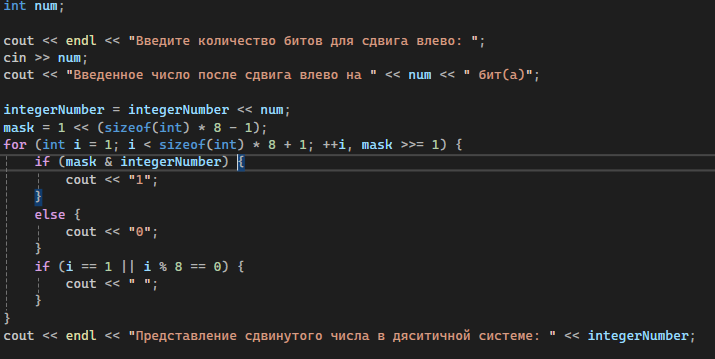 int num;
cout << endl << "Введите количество битов для сдвига влево: ";
cin >> num;
cout << "Введенное число после сдвига влево на " << num << " бит(а)";
integerNumber = integerNumber << num;
mask = 1 << (sizeof(int) * 8 - 1);
for (int i = 1; i < sizeof(int) * 8 + 1; ++i, mask >>= 1) {
if (mask & integerNumber) {
cout << "1";
}
else {
cout << "0";
}
if (i == 1 || i % 8 == 0) {
cout << " ";
}
}
cout << endl << "Представление сдвинутого числа в дяситичной системе: " << integerNumber;